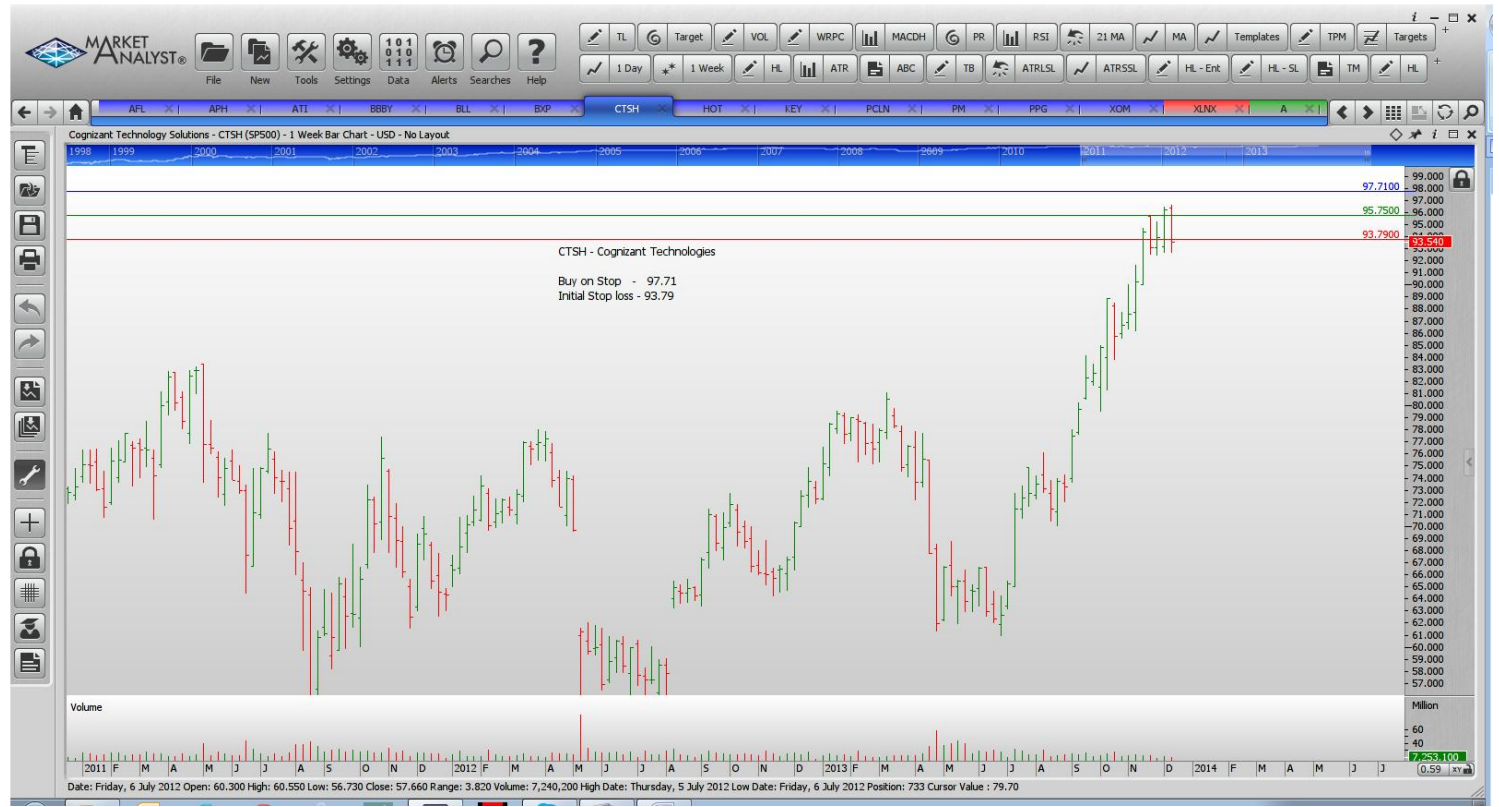 i
MARKET ANALYST®
File New Tools Settings Data Alerts Searches Help
TL Target VOL WRPC MACDH PR RSI 21 MA MA Templates TPM Targets +
1 Day 1 Week HL ATR ABC TB ATRLSL ATRSSL HL - Ent HL - SL TM HL +
AFL APH ATI BBBY BLL BXP CTSH HOT KEY PCLN PM PPG XOM XLNX A
Cognizant Technology Solutions - CTSH (SP500) - 1 Week Bar Chart - USD - No Layout
1998 1999 2000 2001 2002 2003 2004 2005 2006 2007 2008 2009 2010 2011 2012 2013
99.000
97.7100 98.000
97.000
95.7500 96.000
95.000
93.7900
93.540
92.000
91.000
90.000
89.000
88.000
87.000
86.000
85.000
84.000
83.000
82.000
81.000
80.000
79.000
78.000
77.000
76.000
75.000
74.000
73.000
72.000
71.000
70.000
69.000
68.000
67.000
66.000
65.000
64.000
63.000
62.000
61.000
60.000
59.000
58.000
57.000
CTSH - Cognizant Technologies
Buy on Stop - 97.71
Initial Stop loss - 93.79
Volume
Million
60
40
7,253,100
2011 F M A M J J A S O N D 2012 F M A M J J A S O N D 2013 F M A M J J A S O N D 2014 F M A M J J
0.59 XY
Date: Friday, 6 July 2012 Open: 60.300 High: 60.550 Low: 56.730 Close: 57.660 Range: 3.820 Volume: 7,240,200 High Date: Thursday, 5 July 2012 Low Date: Friday, 6 July 2012 Position: 733 Cursor Value : 79.70